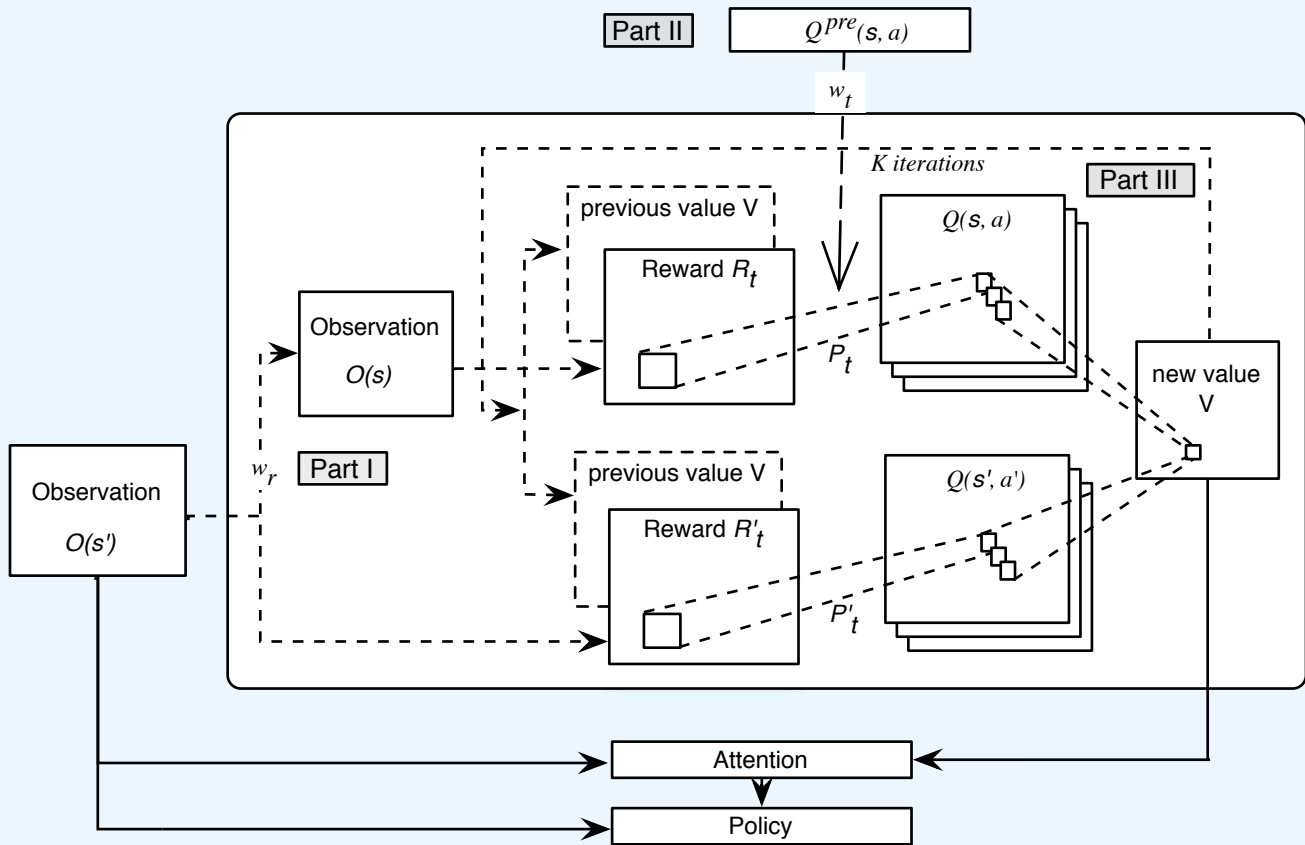 Part II
Q^pre(s, a)
w_t
K iterations
Part III
previous value V
Q(s, a)
Reward R_t
Observation
O(s)
P_t
new value
V
w_r
Part I
previous value V
Q(s', a')
Observation
O(s')
Reward R'_t
P'_t
Attention
Policy